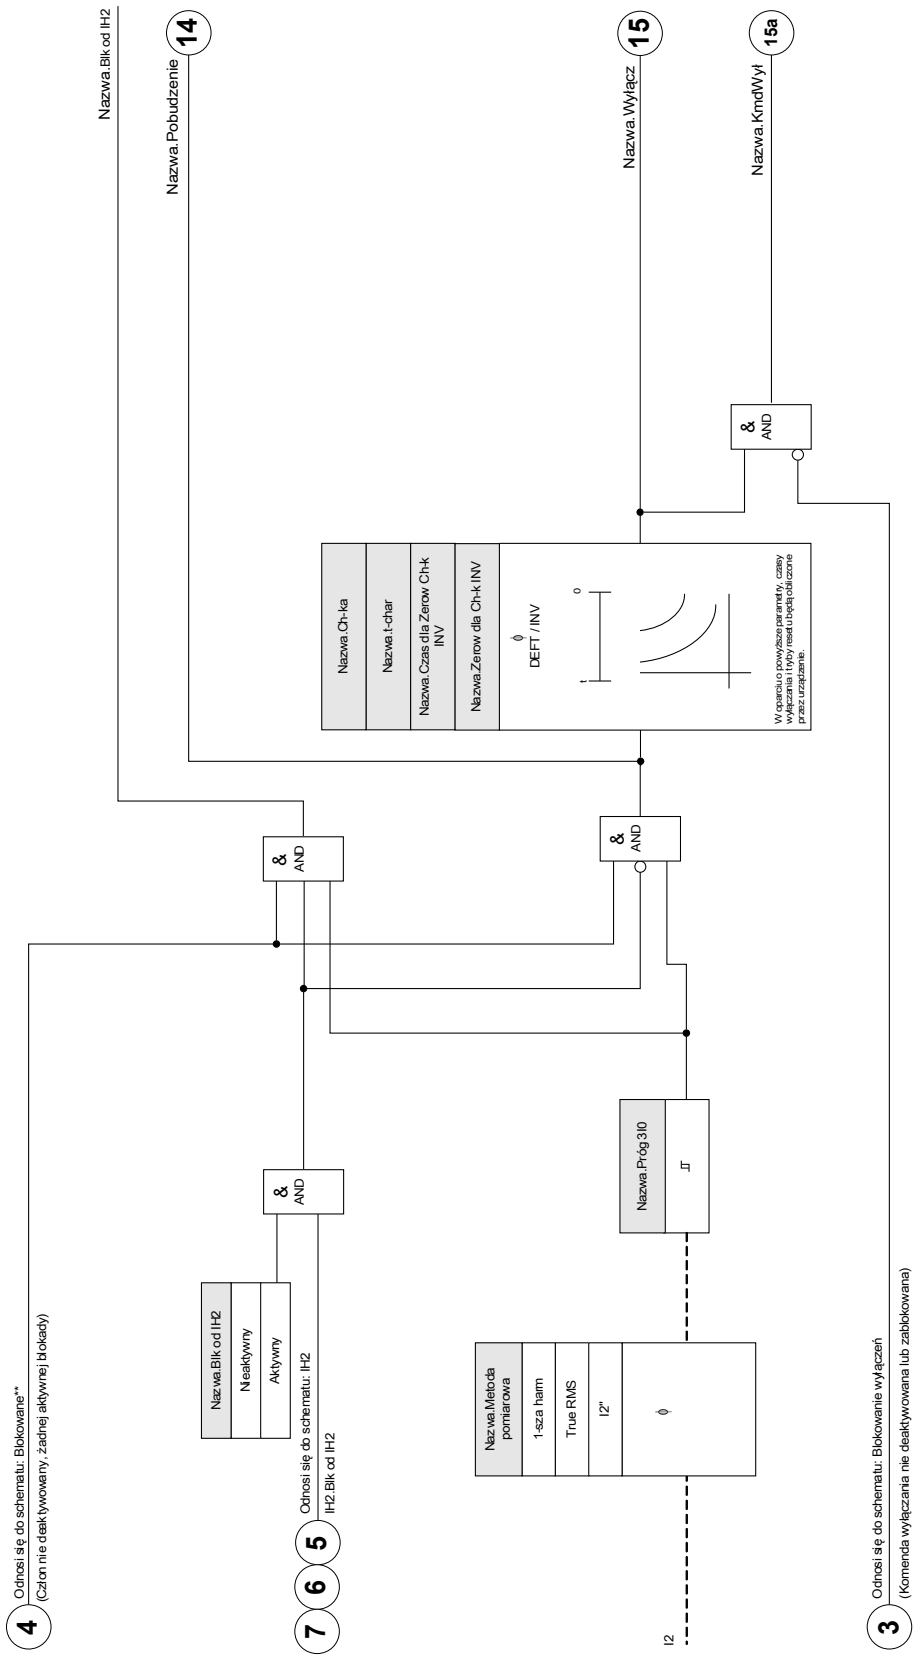 4
Odnosi się do schematu: Blokowane**
(Człon nie deaktywowany, żadnej aktywnej blokady)
Nazwa.Blk od IH2
14
Nazwa.Pobudzenie
&
AND
&
AND
Nazwa.Blk od IH2
Nieaktywny
Aktywny
7
6
5
Odnosi się do schematu: IH2
IH2.Blk od IH2
Nazwa.Ch-ka
Nazwa.t-char
Nazwa.Czas dla Zerow Ch-k
INV
Nazwa.Zerow dla Ch-k INV
ϕ
DEFT / INV
t
0
W oparciu o powyższe parametry, czasy
wyłączania i tryby resetu będą obliczone
przez urządzenie.
15
Nazwa.Wyłącz
15a
Nazwa.KmdWył
&
AND
&
AND
Nazwa.Próg 3I0
Nazwa.Metoda
pomiarowa
1-sza harm
True RMS
I2"
ϕ
I2
3
Odnosi się do schematu: Blokowanie wyłączeń
(Komenda wyłączania nie deaktywowana lub zablokowana)